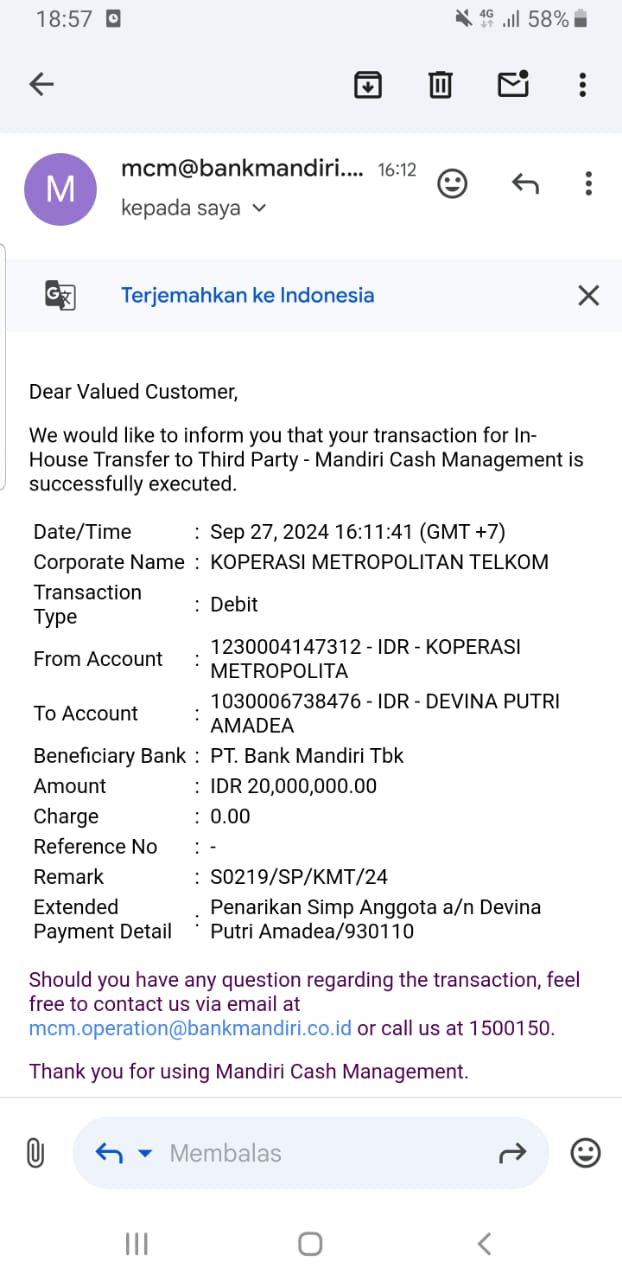 18:57
4G
58%
M
mcm@bankmandiri.... 16:12
kepada saya
G
Terjemahkan ke Indonesia
Dear Valued Customer,
We would like to inform you that your transaction for In-
House Transfer to Third Party - Mandiri Cash Management is
successfully executed.
Date/Time : Sep 27, 2024 16:11:41 (GMT +7)
Corporate Name : KOPERASI METROPOLITAN TELKOM
Transaction
Type : Debit
From Account : 1230004147312 - IDR - KOPERASI
METROPOLITA
To Account : 1030006738476 - IDR - DEVINA PUTRI
AMADEA
Beneficiary Bank : PT. Bank Mandiri Tbk
Amount : IDR 20,000,000.00
Charge : 0.00
Reference No : -
Remark : S0219/SP/KMT/24
Extended Penarikan Simp Anggota a/n Devina
Payment Detail : Putri Amadea/930110
Should you have any question regarding the transaction, feel
free to contact us via email at
mcm.operation@bankmandiri.co.id or call us at 1500150.
Thank you for using Mandiri Cash Management.
Membalas